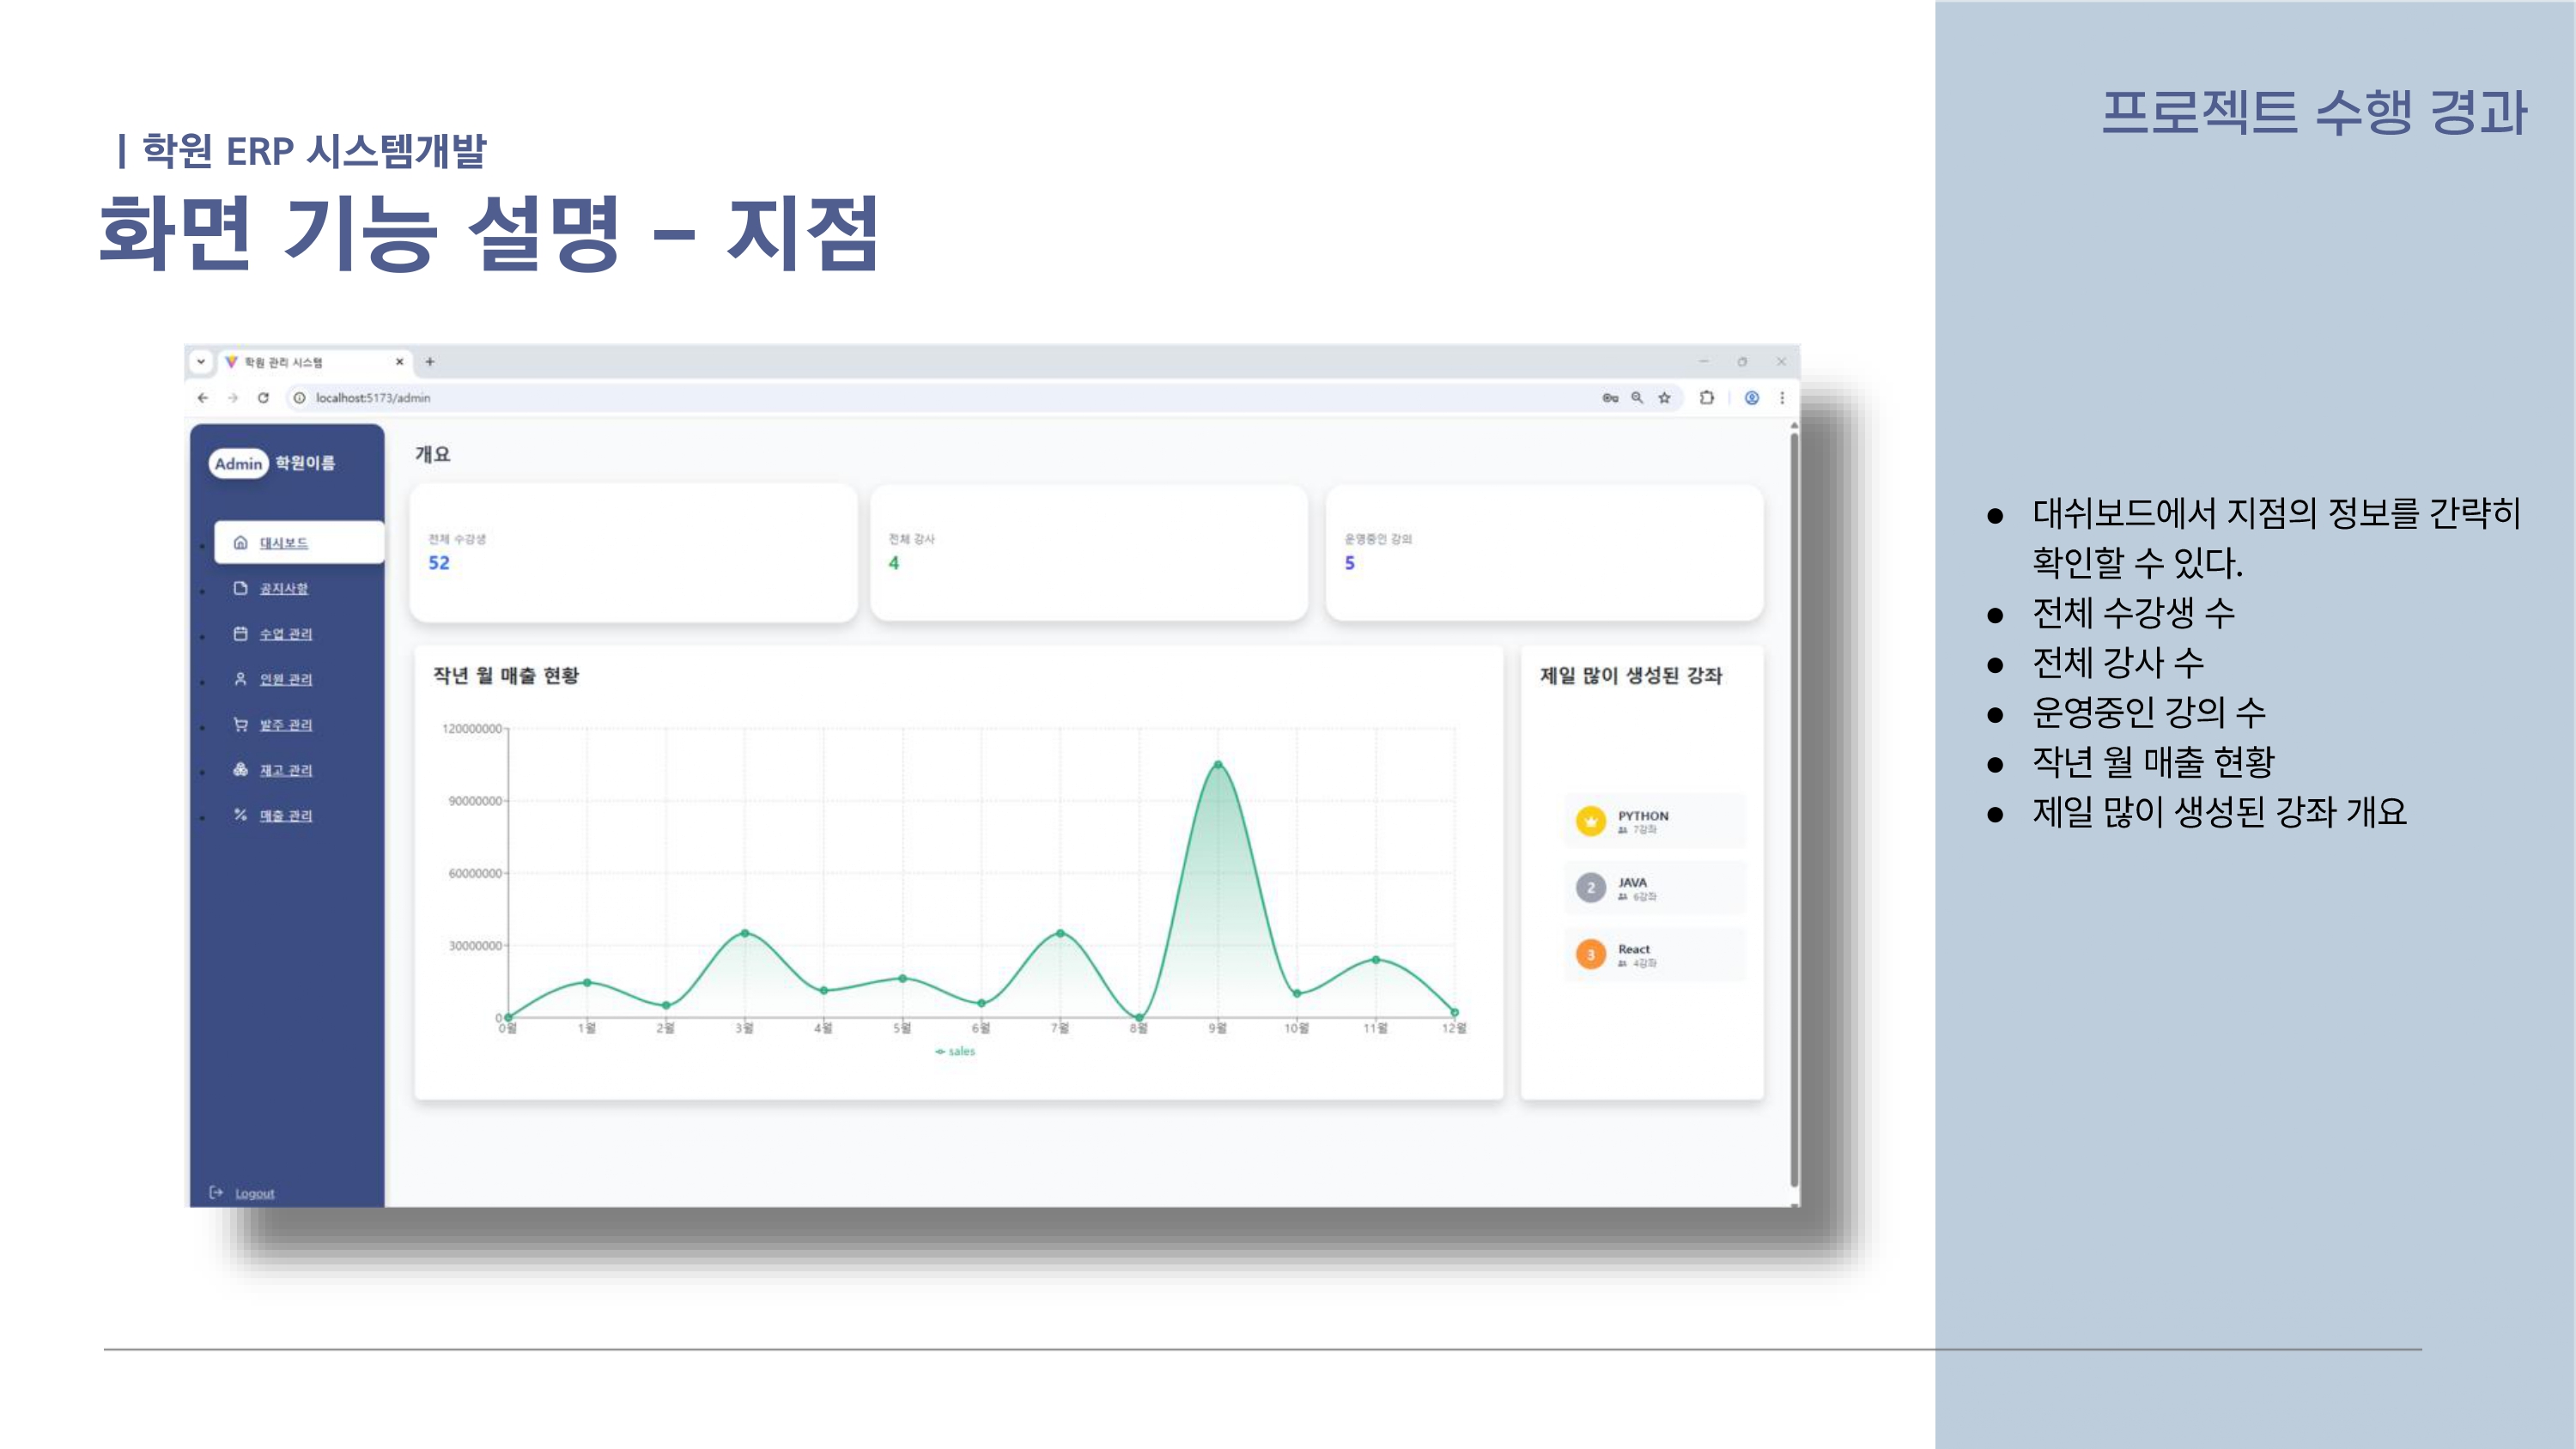 프로젝트 수행 경과
| 학원 ERP 시스템개발
화면 기능 설명 – 지점
학원 관리 시스템
localhost:5173/admin
Admin 학원이름
대시보드
공지사항
수업 관리
인원 관리
발주 관리
재고 관리
매출 관리
Logout
개요
전체 수강생
52
전체 강사
4
운영중인 강의
5
작년 월 매출 현황
120000000
90000000
60000000
30000000
0
0월 1월 2월 3월 4월 5월 6월 7월 8월 9월 10월 11월 12월
sales
제일 많이 생성된 강좌
PYTHON
7강좌
2 JAVA
6강좌
3 React
4강좌
● 대쉬보드에서 지점의 정보를 간략히
확인할 수 있다.
● 전체 수강생 수
● 전체 강사 수
● 운영중인 강의 수
● 작년 월 매출 현황
● 제일 많이 생성된 강좌 개요